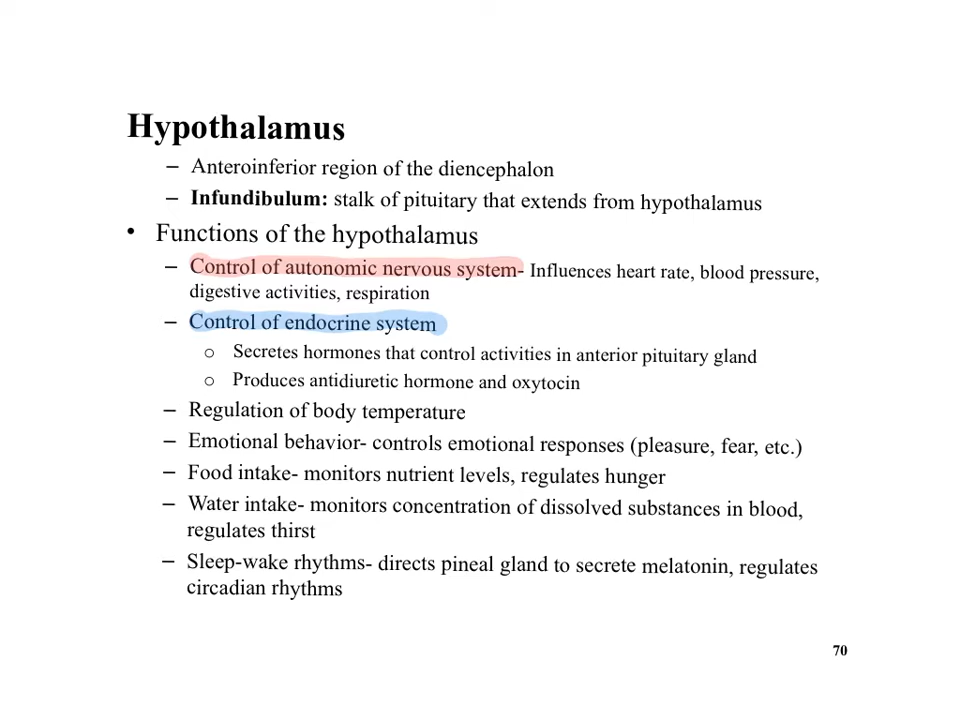 Hypothalamus
– Anteroinferior region of the diencephalon
– Infundibulum: stalk of pituitary that extends from hypothalamus
• Functions of the hypothalamus
– Control of autonomic nervous system- Influences heart rate, blood pressure,
digestive activities, respiration
– Control of endocrine system
o Secretes hormones that control activities in anterior pituitary gland
o Produces antidiuretic hormone and oxytocin
– Regulation of body temperature
– Emotional behavior- controls emotional responses (pleasure, fear, etc.)
– Food intake- monitors nutrient levels, regulates hunger
– Water intake- monitors concentration of dissolved substances in blood,
regulates thirst
– Sleep-wake rhythms- directs pineal gland to secrete melatonin, regulates
circadian rhythms
70